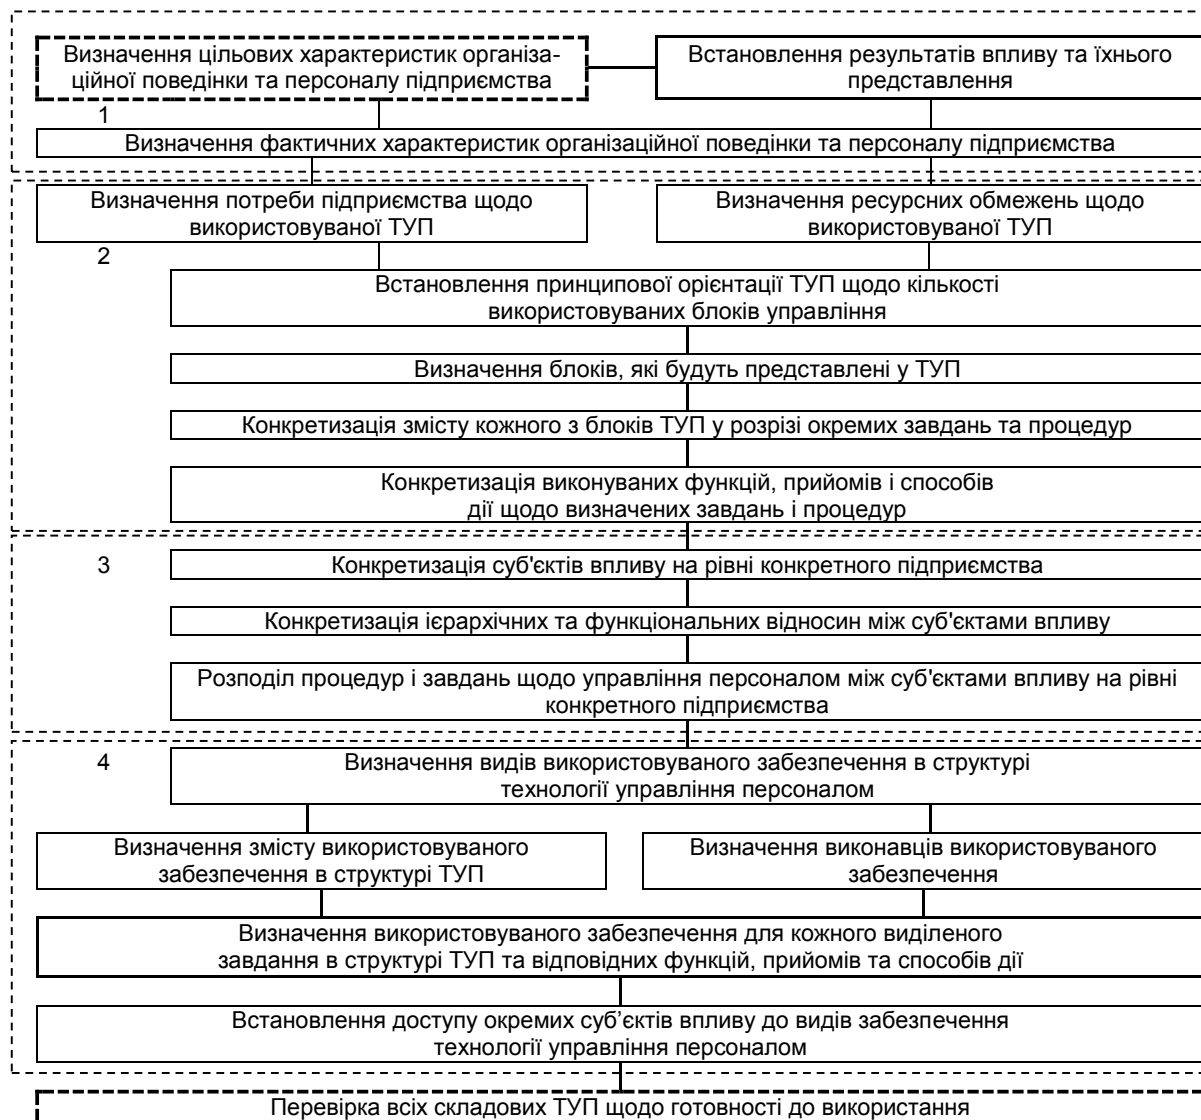 Визначення цільових характеристик організа-
ційної поведінки та персоналу підприємства
Встановлення результатів впливу та їхнього
представлення
1
Визначення фактичних характеристик організаційної поведінки та персоналу підприємства
Визначення потреби підприємства щодо
використовуваної ТУП
Визначення ресурсних обмежень щодо
використовуваної ТУП
2
Встановлення принципової орієнтації ТУП щодо кількості
використовуваних блоків управління
Визначення блоків, які будуть представлені у ТУП
Конкретизація змісту кожного з блоків ТУП у розрізі окремих завдань та процедур
Конкретизація виконуваних функцій, прийомів і способів
дії щодо визначених завдань і процедур
3
Конкретизація суб'єктів впливу на рівні конкретного підприємства
Конкретизація ієрархічних та функціональних відносин між суб'єктами впливу
Розподіл процедур і завдань щодо управління персоналом між суб'єктами впливу на рівні
конкретного підприємства
4
Визначення видів використовуваного забезпечення в структурі
технології управління персоналом
Визначення змісту використовуваного
забезпечення в структурі ТУП
Визначення виконавців використовуваного
забезпечення
Визначення використовуваного забезпечення для кожного виділеного
завдання в структурі ТУП та відповідних функцій, прийомів та способів дії
Встановлення доступу окремих суб’єктів впливу до видів забезпечення
технології управління персоналом
Перевірка всіх складових ТУП щодо готовності до використання